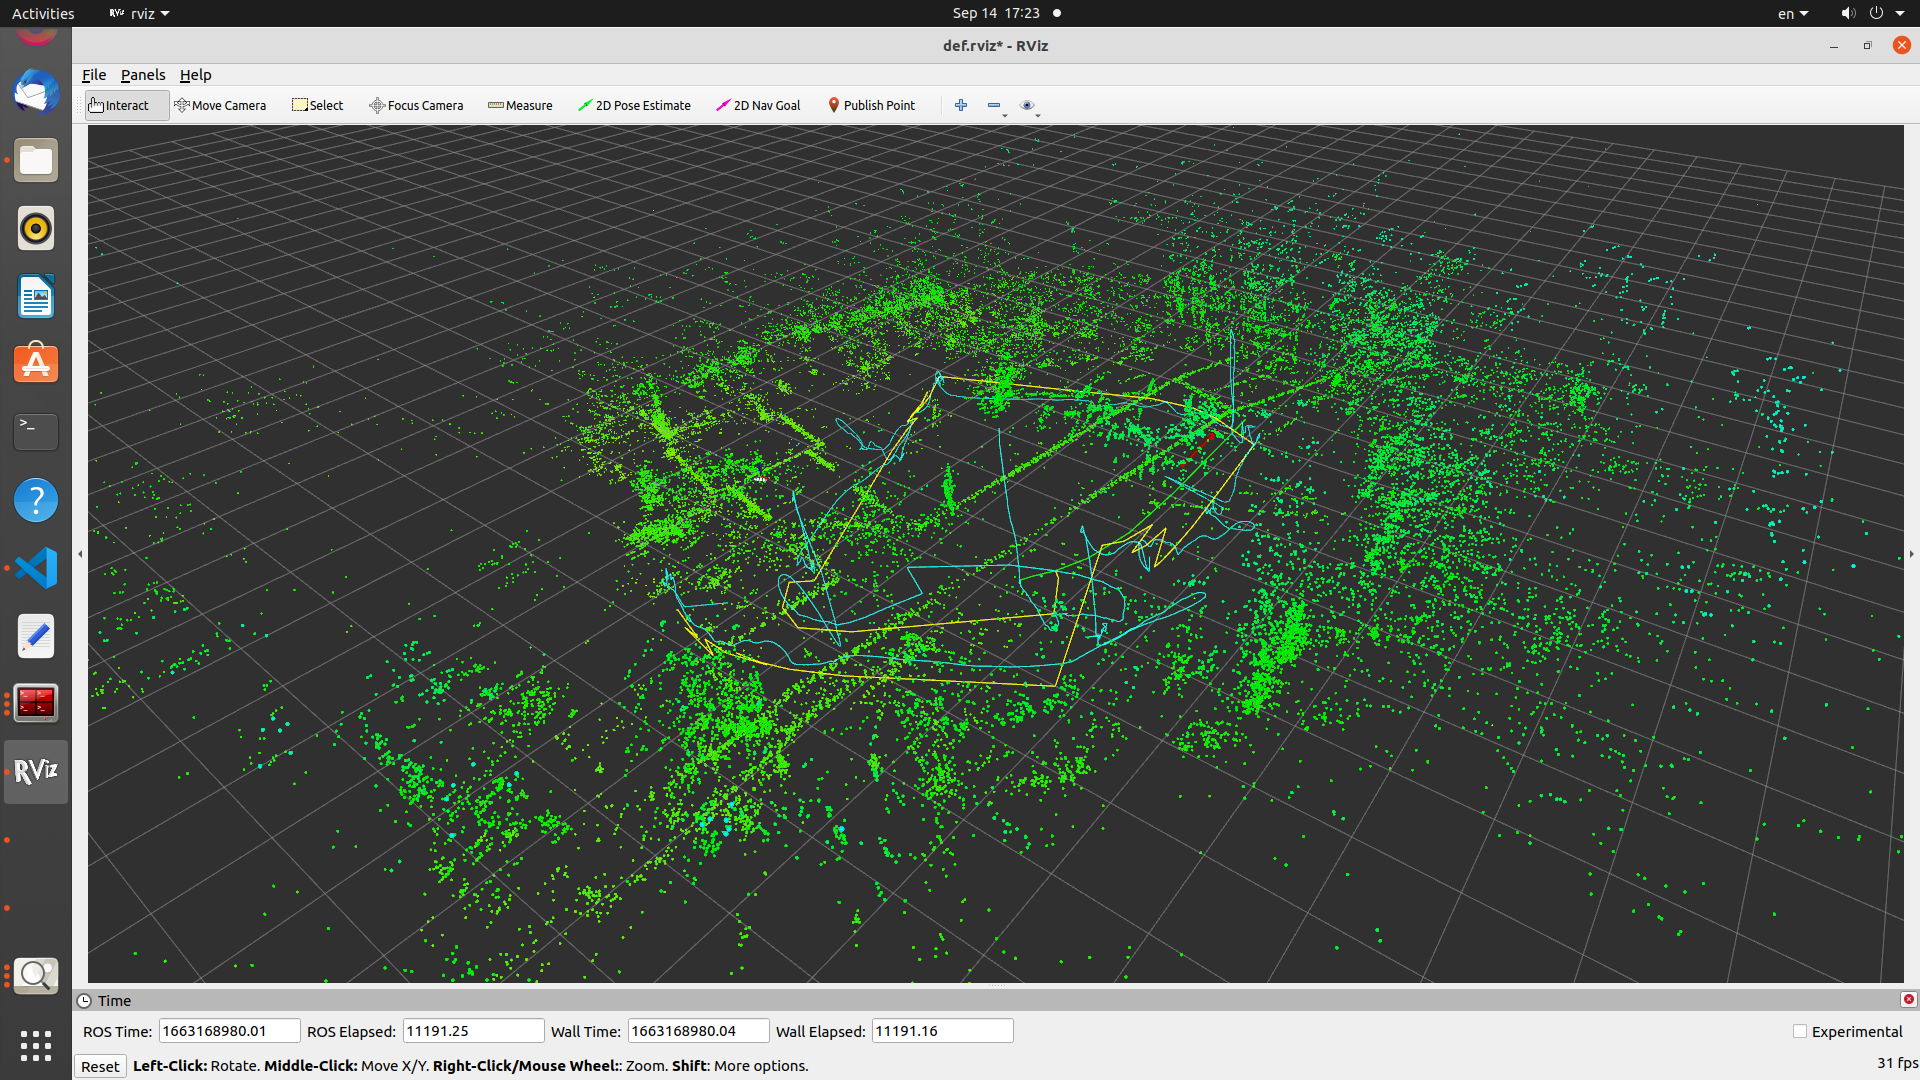 Activities RViz rviz Sep 14 17:23 en
def.rviz* - RViz
File Panels Help
Interact Move Camera Select Focus Camera Measure 2D Pose Estimate 2D Nav Goal Publish Point
>_
?
RViz
Time
ROS Time: 1663168980.01 ROS Elapsed: 11191.25 Wall Time: 1663168980.04 Wall Elapsed: 11191.16 Experimental
Reset Left-Click: Rotate. Middle-Click: Move X/Y. Right-Click/Mouse Wheel:: Zoom. Shift: More options. 31 fps